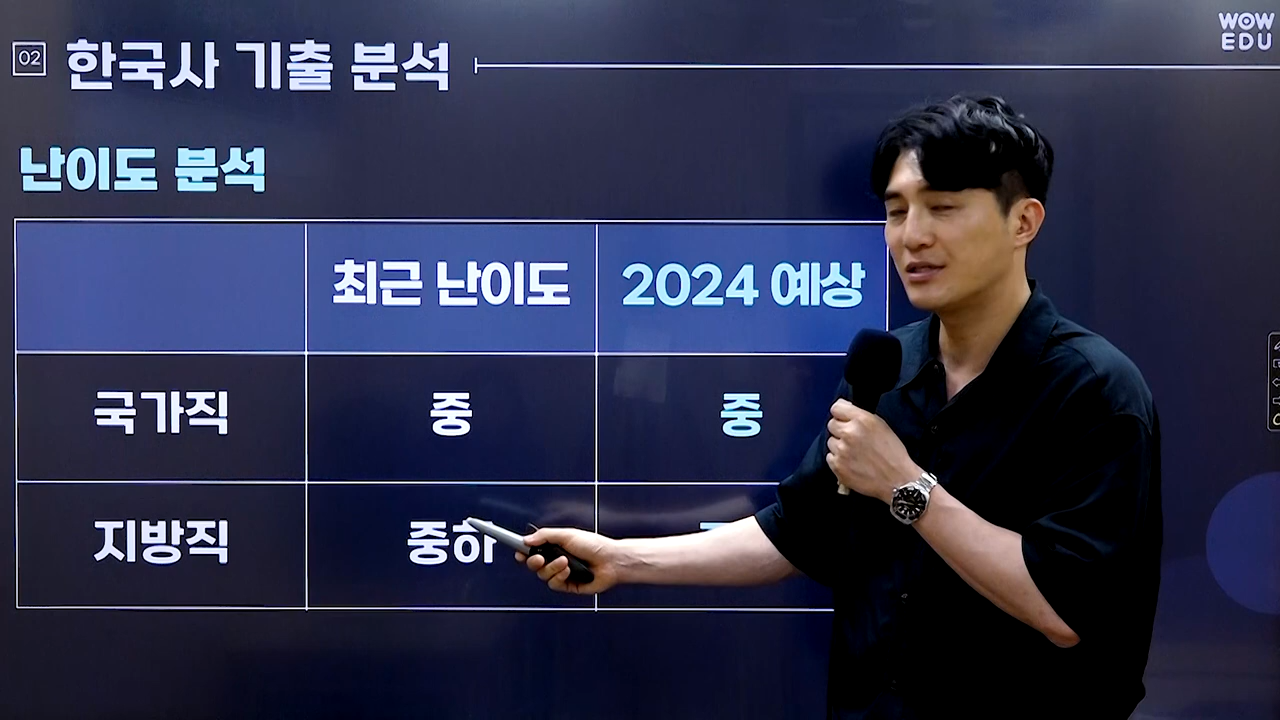 WOW
EDU
02 한국사 기출 분석
난이도 분석
최근 난이도 2024 예상
국가직 중 중
지방직 중하